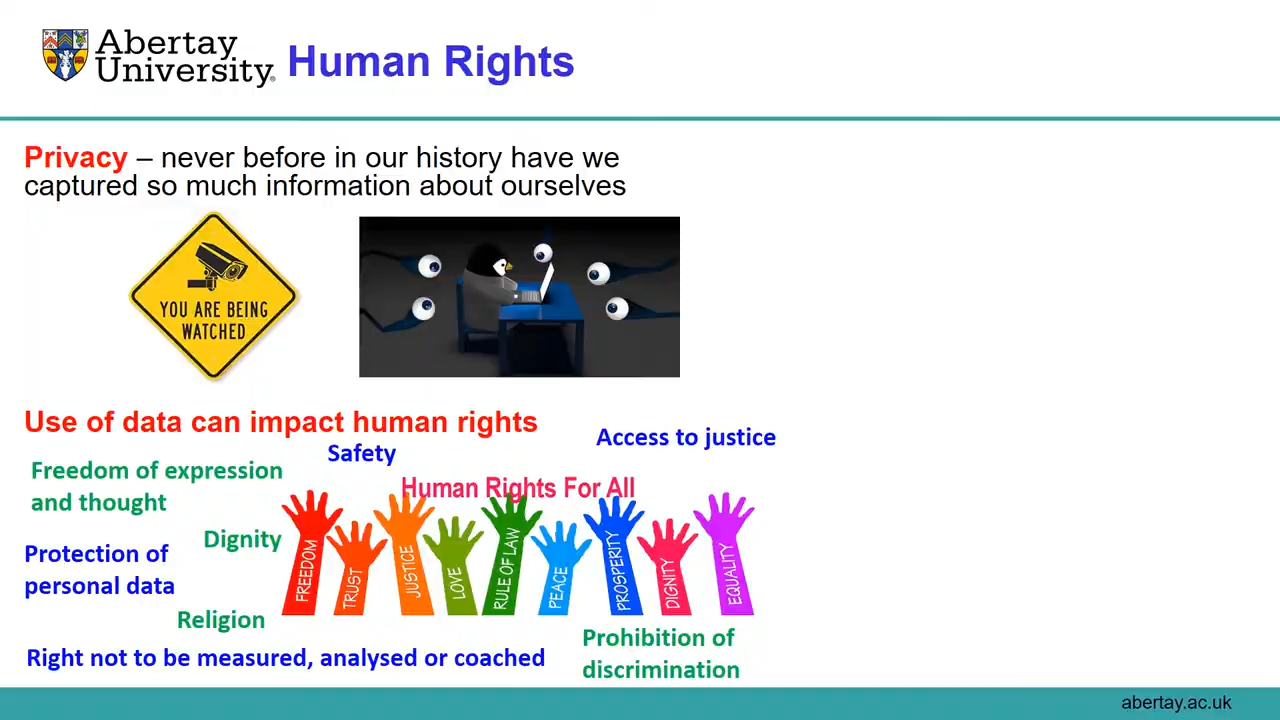 Abertay
University
Human Rights
Privacy – never before in our history have we
captured so much information about ourselves
YOU ARE BEING
WATCHED
Use of data can impact human rights
Safety
Access to justice
Freedom of expression
and thought
Human Rights For All
Dignity
Protection of
personal data
Religion
FREEDOM
TRUST
JUSTICE
LOVE
RULE OF LAW
PEACE
PROSPERITY
DIGNITY
EQUALITY
Right not to be measured, analysed or coached
Prohibition of
discrimination
abertay.ac.uk